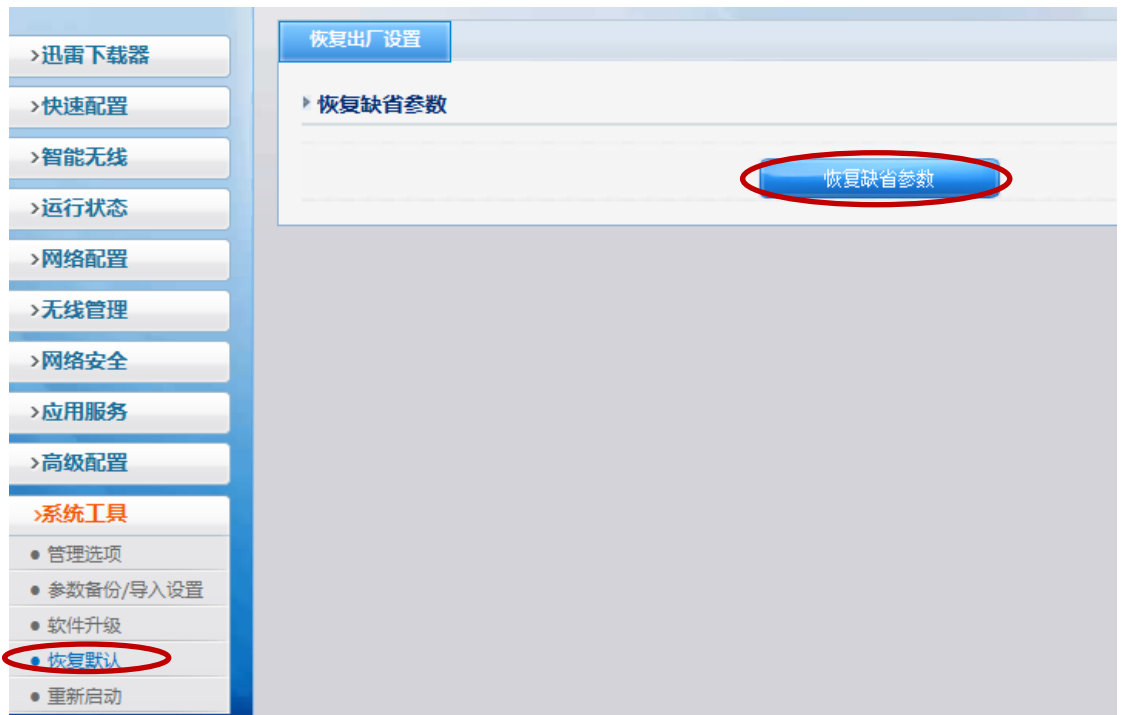 >迅雷下载器
>快速配置
>智能无线
>运行状态
>网络配置
>无线管理
>网络安全
>应用服务
>高级配置
>系统工具
● 管理选项
● 参数备份/导入设置
● 软件升级
● 恢复默认
● 重新启动
恢复出厂设置
恢复缺省参数
恢复缺省参数